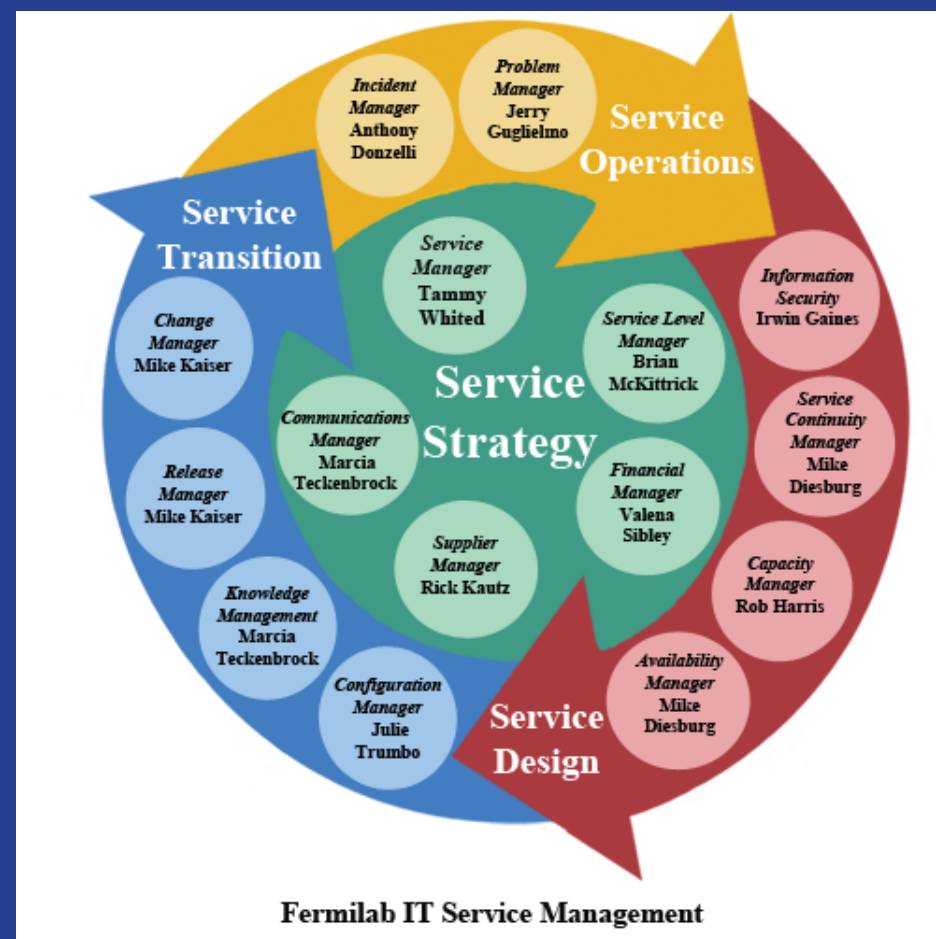 Incident
Manager
Anthony
Donzelli
Problem
Manager
Jerry
Guglielmo
Service
Operations
Service
Transition
Change
Manager
Mike Kaiser
Release
Manager
Mike Kaiser
Knowledge
Management
Marcia
Teckenbrock
Configuration
Manager
Julie
Trumbo
Service
Manager
Tammy
Whited
Service Level
Manager
Brian
McKittrick
Service
Strategy
Communications
Manager
Marcia
Teckenbrock
Financial
Manager
Valena
Sibley
Supplier
Manager
Rick Kautz
Information
Security
Irwin Gaines
Service
Continuity
Manager
Mike
Diesburg
Capacity
Manager
Rob Harris
Availability
Manager
Mike
Diesburg
Service
Design
Fermilab IT Service Management